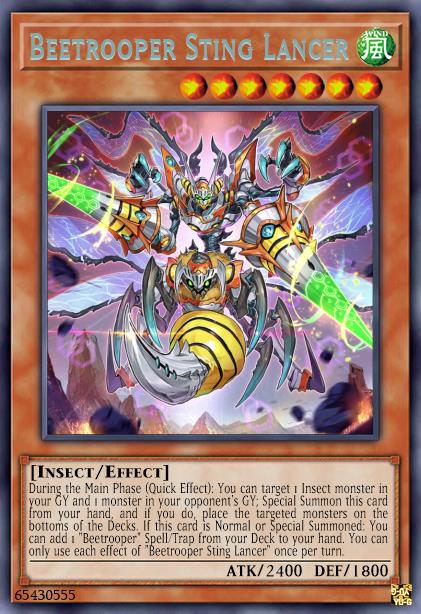 BEETROOPER STING LANCER
WIND
風
[INSECT/EFFECT]
During the Main Phase (Quick Effect): You can target 1 Insect monster in
your GY and 1 monster in your opponent's GY; Special Summon this card
from your hand, and if you do, place the targeted monsters on the
bottoms of the Decks. If this card is Normal or Special Summoned: You
can add 1 "Beetrooper" Spell/Trap from your Deck to your hand. You can
only use each effect of "Beetrooper Sting Lancer" once per turn.
ATK/2400 DEF/1800
65430555